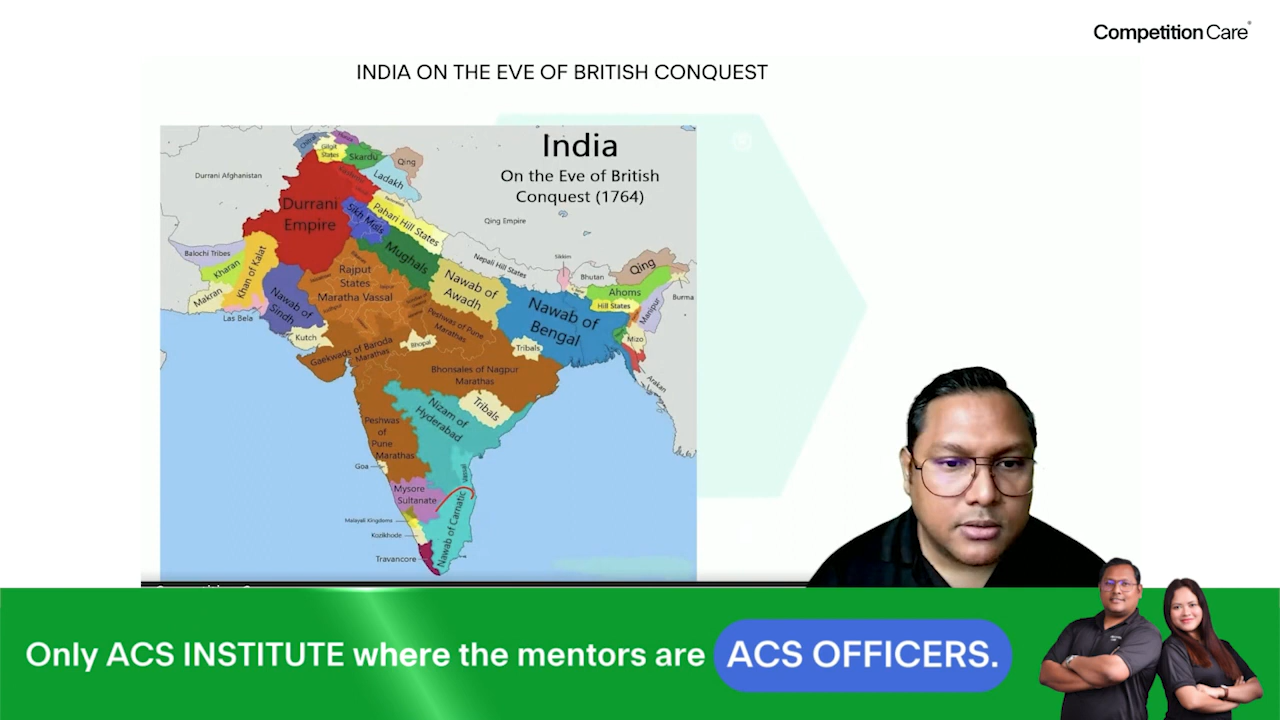 Competition Care
INDIA ON THE EVE OF BRITISH CONQUEST
India
On the Eve of British
Conquest (1764)
Gilgit
States
Skardu
Qing
Ladakh
Durrani Afghanistan
Durrani
Empire
Sikh Misls
Pahari Hill States
Qing Empire
Mughals
Nepali Hill States
Sikkim
Bhutan
Qing
Balochi Tribes
Kharan
Khan of Kalat
Makran
Las Bela
Nawab of
Sindh
Kutch
Rajput
States
Maratha Vassal
Nawab of
Awadh
Nawab of
Bengal
Ahoms
Hill States
Manipur
Burma
Mizo
Arakan
Peshwas of Pune
Marathas
Gaekwads of Baroda
Marathas
Bhopal
Tribals
Bhonsales of Nagpur
Marathas
Tribals
Nizam of
Hyderabad
Peshwas
of
Pune
Marathas
Goa
Vassal
Mysore
Sultanate
Nawab of Carnatic
Malayali Kingdoms
Kozikhode
Travancore
Only ACS INSTITUTE where the mentors are ACS OFFICERS.